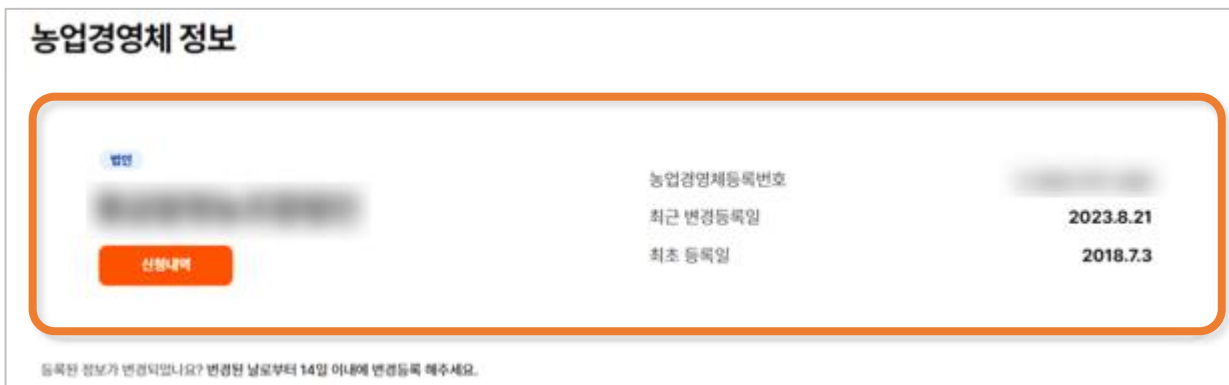 농업경영체 정보
법인
신청내역
농업경영체등록번호
최근 변경등록일 2023.8.21
최초 등록일 2018.7.3
등록된 정보가 변경되었나요? 변경된 날로부터 14일 이내에 변경등록 해주세요.